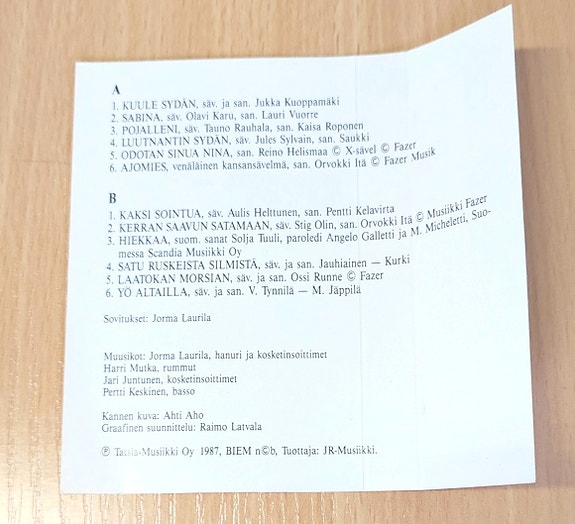 A
1. KUULE SYDÄN, säv. ja san. Jukka Kuoppamäki
2. SABINA, säv. Olavi Karu, san. Lauri Vuorre
3. POJALLENI, säv. Tauno Rauhala, san. Kaisa Roponen
4. LUUTNANTIN SYDÄN, säv. Jules Sylvain, san. Saukki
5. ODOTAN SINUA NINA, san. Reino Helismaa © X-sävel © Fazer
6. AJOMIES, venäläinen kansansävelmä, san. Orvokki Itä © Fazer Musik
B
1. KAKSI SOINTUA, säv. Aulis Helttunen, san. Pentti Kelavirta
2. KERRAN SAAVUN SATAMAAN, säv. Stig Olin, san. Orvokki Itä © Musiikki Fazer
3. HIEKKAA, suom. sanat Solja Tuuli, paroledi Angelo Galletti ja M. Micheletti, Suo-
messa Scandia Musiikki Oy
4. SATU RUSKEISTA SILMISTÄ, säv. ja san. Jauhiainen — Kurki
5. LAATOKAN MORSIAN, säv. ja san. Ossi Runne © Fazer
6. YÖ ALTAILLA, säv. ja san. V. Tynnilä — M. Jäppilä
Sovitukset: Jorma Laurila
Muusikot: Jorma Laurila, hanuri ja kosketinsoittimet
Harri Mutka, rummut
Jari Juntunen, kosketinsoittimet
Pertti Keskinen, basso
Kannen kuva: Ahti Aho
Graafinen suunnittelu: Raimo Latvala
℗ Tatsia-Musiikki Oy 1987, BIEM n©b, Tuottaja: JR-Musiikki.